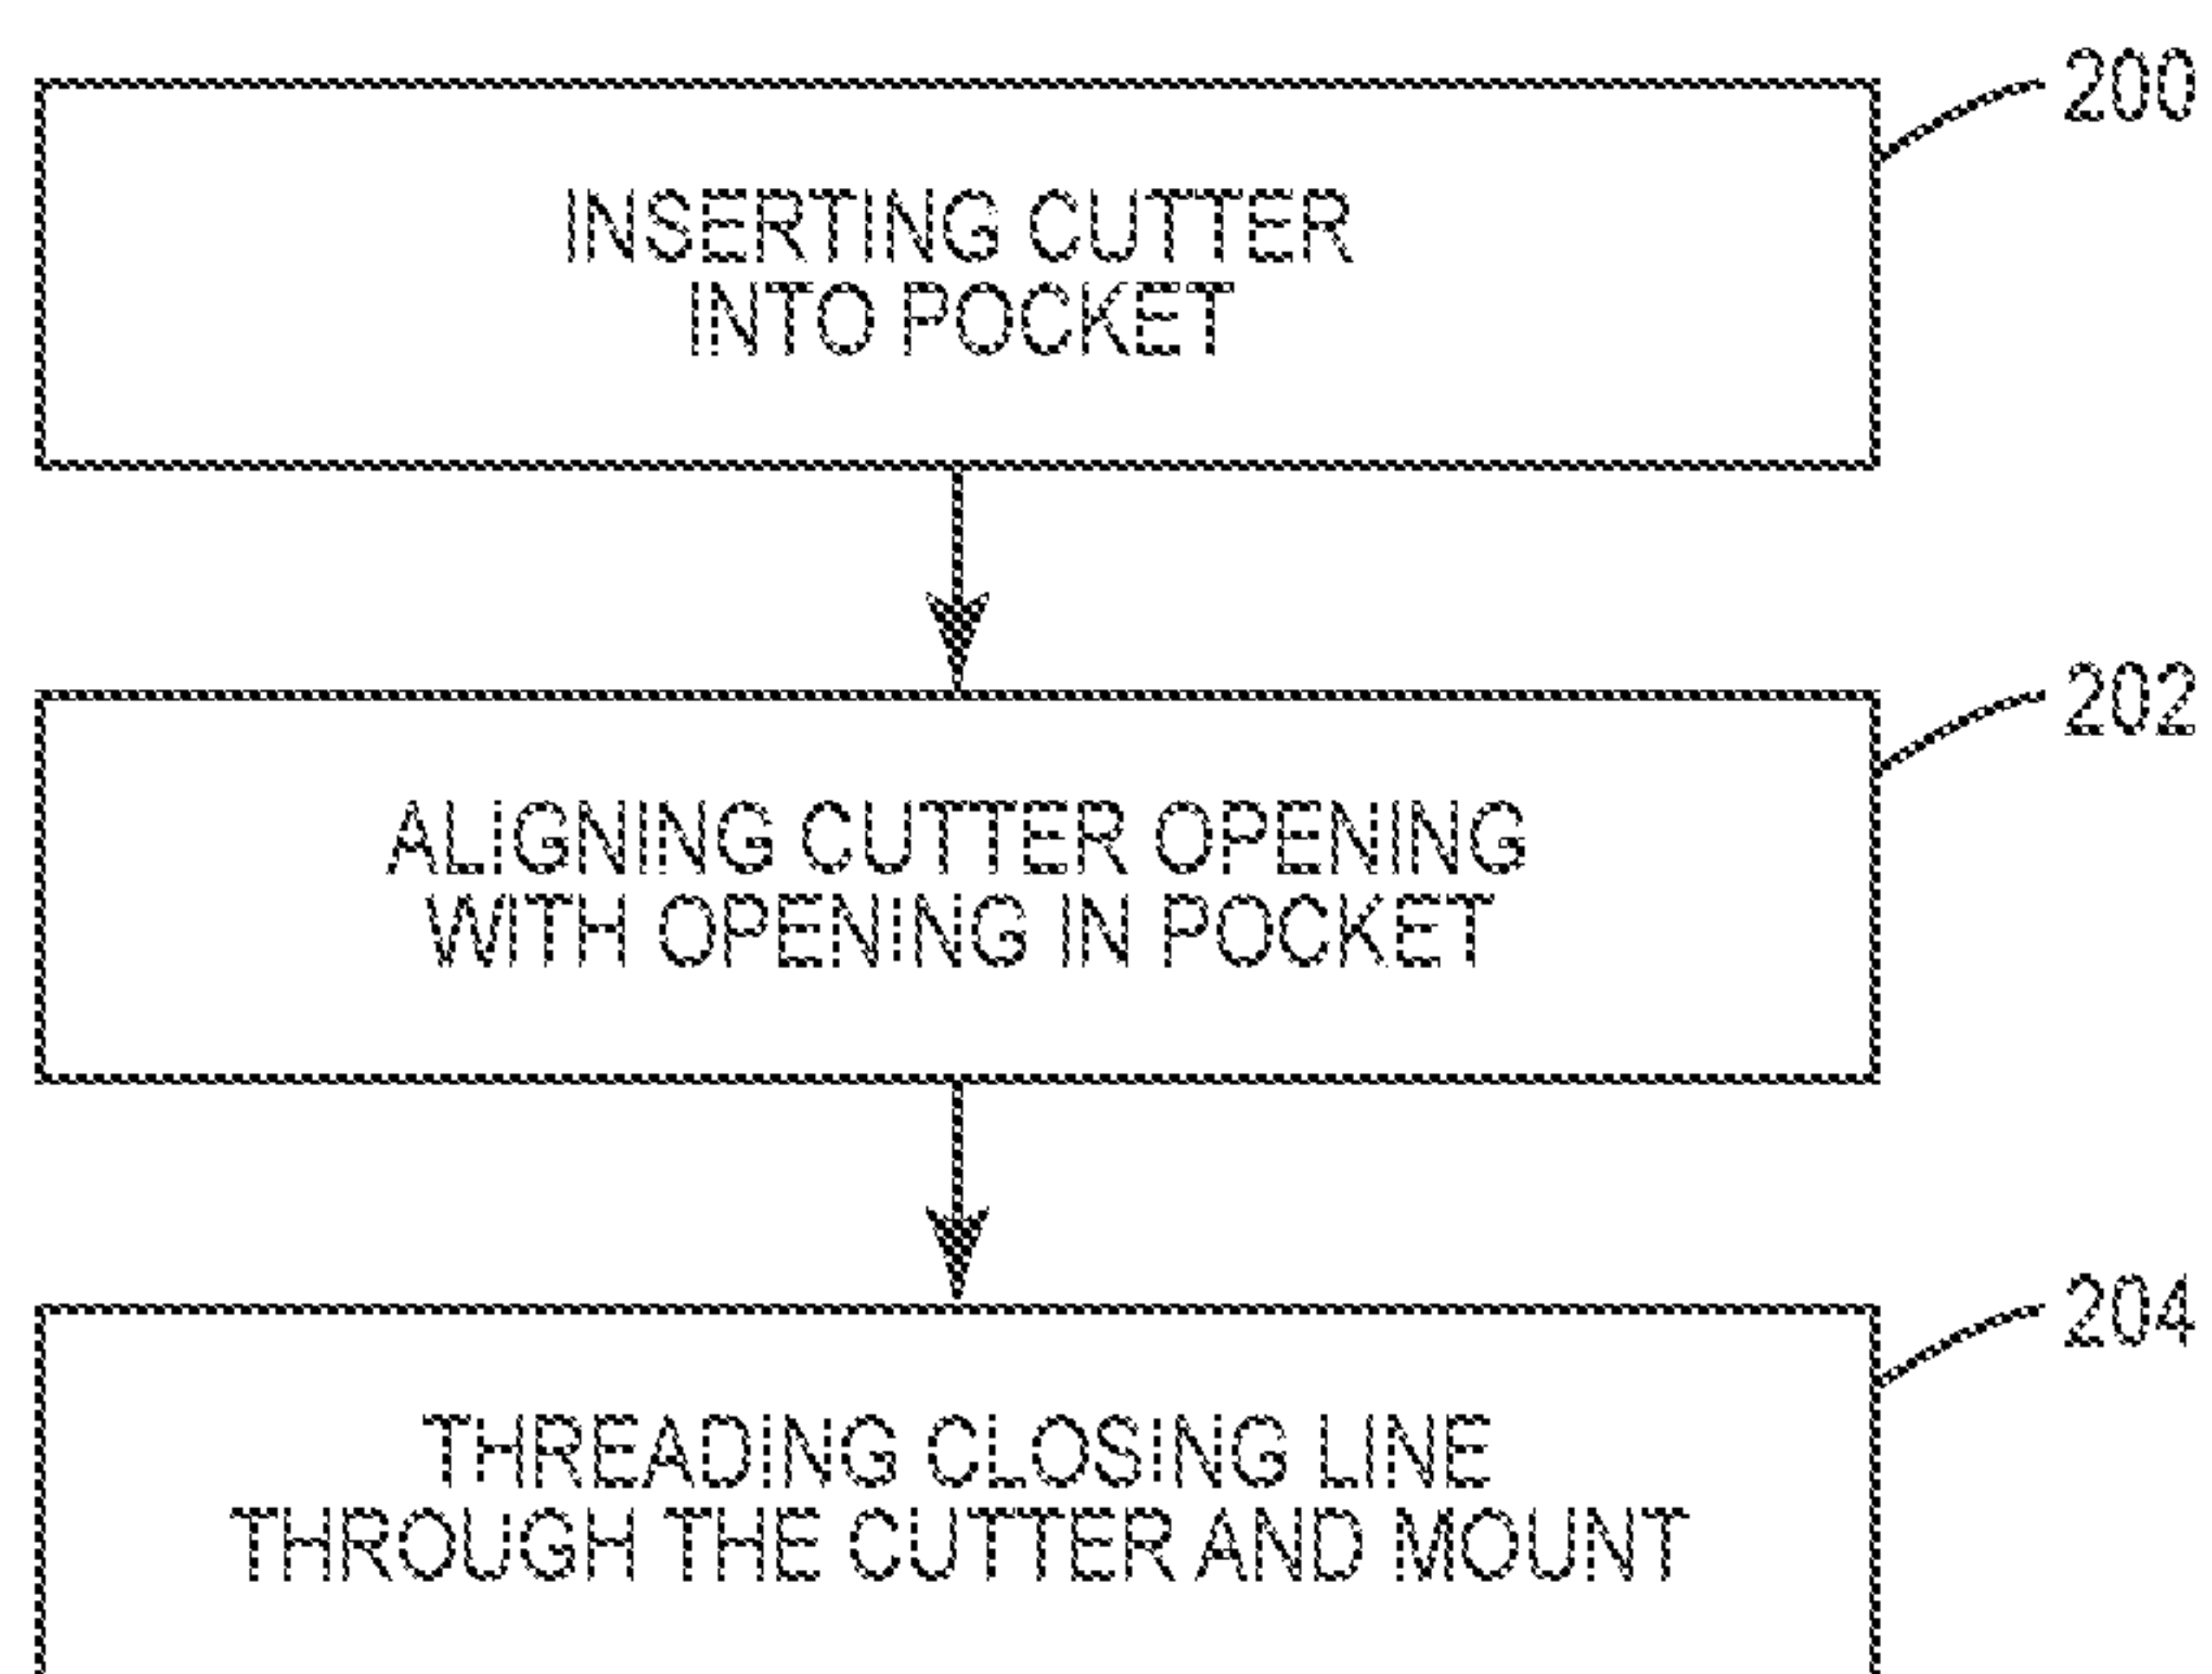 200
INSERTING CUTTER
INTO POCKET
202
ALIGNING CUTTER OPENING
WITH OPENING IN POCKET
204
THREADING CLOSING LINE
THROUGH THE CUTTER AND MOUNT